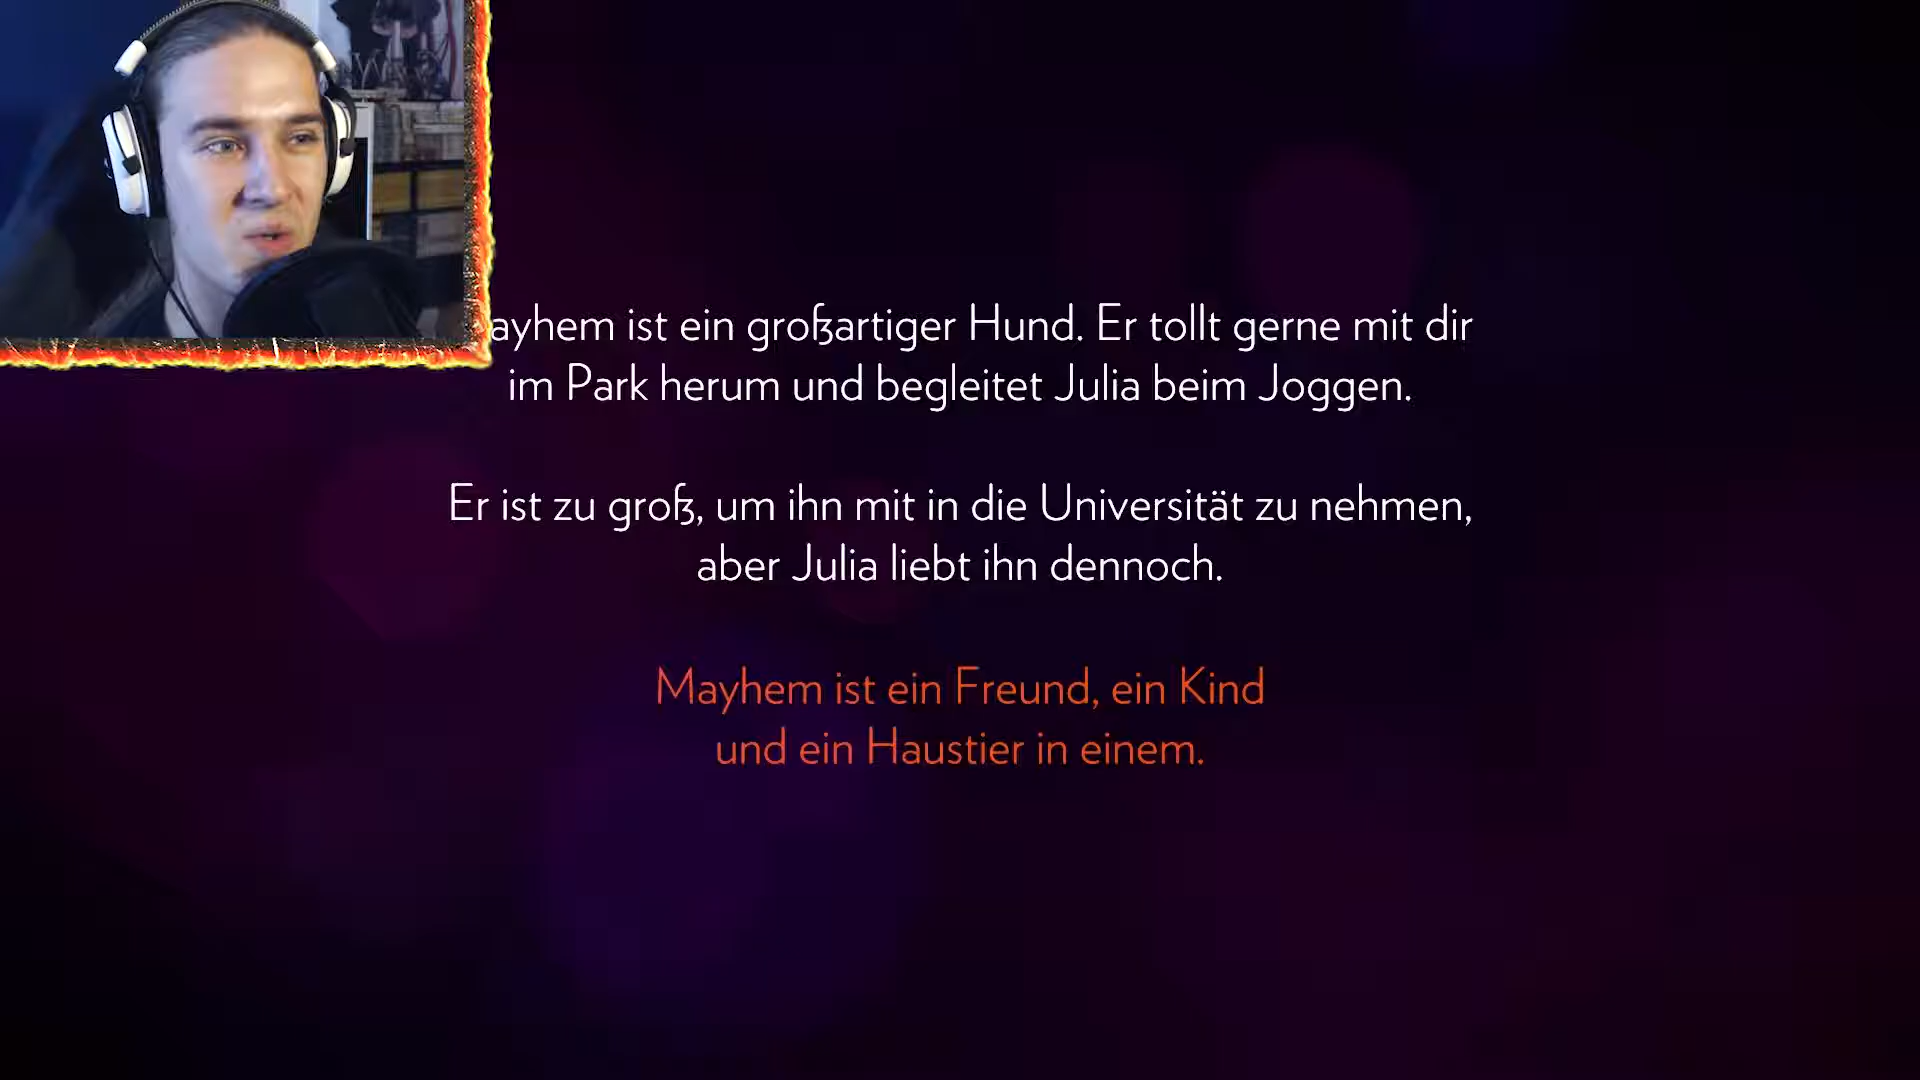 ayhem ist ein großartiger Hund. Er tollt gerne mit dir
im Park herum und begleitet Julia beim Joggen.
Er ist zu groß, um ihn mit in die Universität zu nehmen,
aber Julia liebt ihn dennoch.
Mayhem ist ein Freund, ein Kind
und ein Haustier in einem.